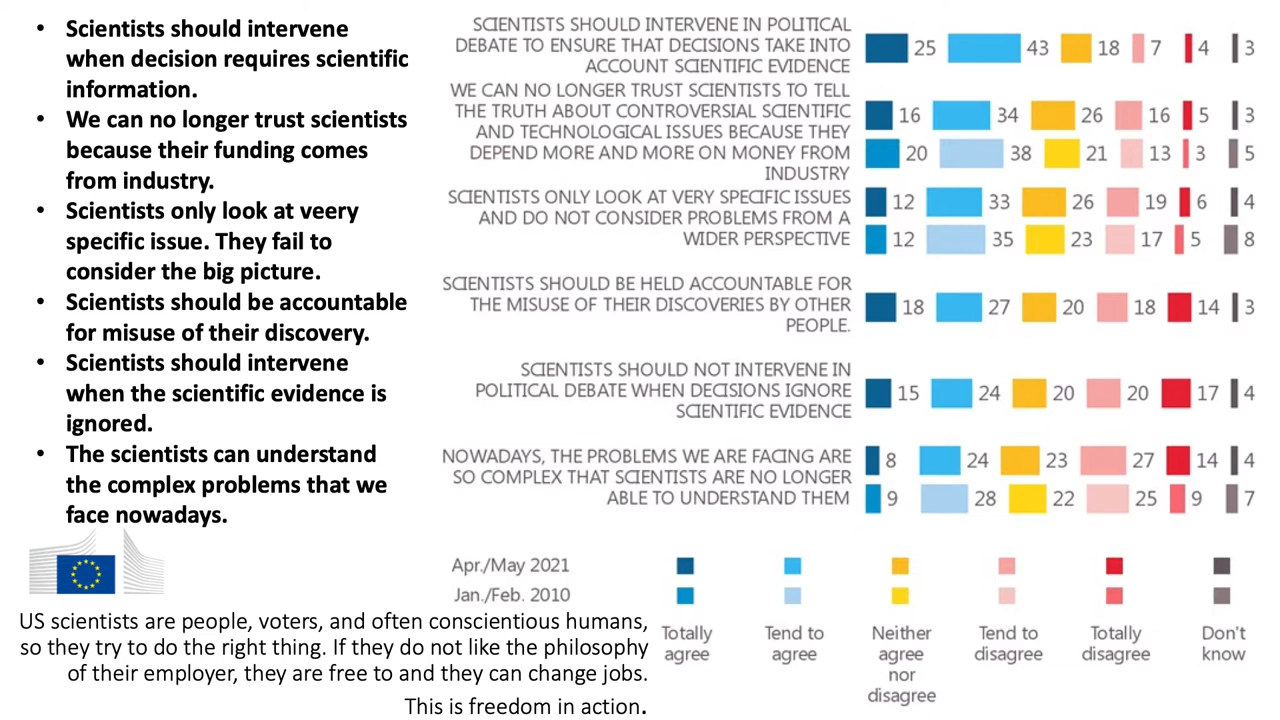 • Scientists should intervene
when decision requires scientific
information.
• We can no longer trust scientists
because their funding comes
from industry.
• Scientists only look at veery
specific issue. They fail to
consider the big picture.
• Scientists should be accountable
for misuse of their discovery.
• Scientists should intervene
when the scientific evidence is
ignored.
• The scientists can understand
the complex problems that we
face nowadays.
SCIENTISTS SHOULD INTERVENE IN POLITICAL
DEBATE TO ENSURE THAT DECISIONS TAKE INTO
ACCOUNT SCIENTIFIC EVIDENCE
25 43 18 7 4 3
WE CAN NO LONGER TRUST SCIENTISTS TO TELL
THE TRUTH ABOUT CONTROVERSIAL SCIENTIFIC
AND TECHNOLOGICAL ISSUES BECAUSE THEY
DEPEND MORE AND MORE ON MONEY FROM
INDUSTRY
16 34 26 16 5 3
20 38 21 13 3 5
SCIENTISTS ONLY LOOK AT VERY SPECIFIC ISSUES
AND DO NOT CONSIDER PROBLEMS FROM A
WIDER PERSPECTIVE
12 33 26 19 6 4
12 35 23 17 5 8
SCIENTISTS SHOULD BE HELD ACCOUNTABLE FOR
THE MISUSE OF THEIR DISCOVERIES BY OTHER
PEOPLE.
18 27 20 18 14 3
SCIENTISTS SHOULD NOT INTERVENE IN
POLITICAL DEBATE WHEN DECISIONS IGNORE
SCIENTIFIC EVIDENCE
15 24 20 20 17 4
NOWADAYS, THE PROBLEMS WE ARE FACING ARE
SO COMPLEX THAT SCIENTISTS ARE NO LONGER
ABLE TO UNDERSTAND THEM
8 24 23 27 14 4
9 28 22 25 9 7
Apr./May 2021
Jan./Feb. 2010
Totally
agree
Tend to
agree
Neither
agree
nor
disagree
Tend to
disagree
Totally
disagree
Don't
know
US scientists are people, voters, and often conscientious humans,
so they try to do the right thing. If they do not like the philosophy
of their employer, they are free to and they can change jobs.
This is freedom in action.